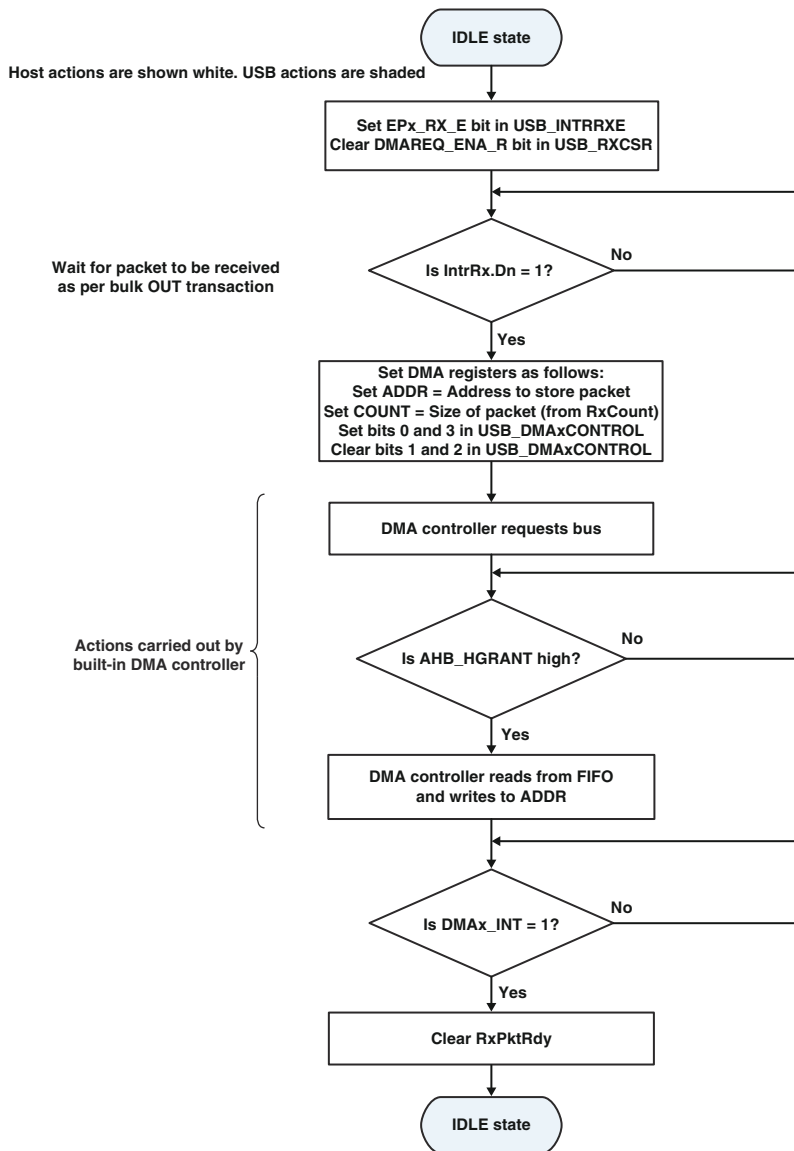 IDLE state
Host actions are shown white. USB actions are shaded
Set EPx_RX_E bit in USB_INTRRXE
Clear DMAREQ_ENA_R bit in USB_RXCSR
Wait for packet to be received
as per bulk OUT transaction
Is IntrRx.Dn = 1?
No
Yes
Set DMA registers as follows:
Set ADDR = Address to store packet
Set COUNT = Size of packet (from RxCount)
Set bits 0 and 3 in USB_DMAxCONTROL
Clear bits 1 and 2 in USB_DMAxCONTROL
DMA controller requests bus
Actions carried out by
built-in DMA controller
Is AHB_HGRANT high?
No
Yes
DMA controller reads from FIFO
and writes to ADDR
Is DMAx_INT = 1?
No
Yes
Clear RxPktRdy
IDLE state